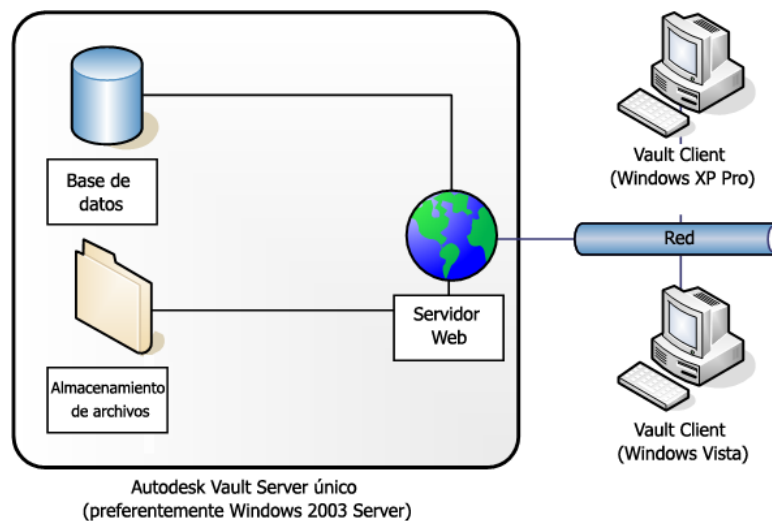 Base de
datos
Almacenamiento
de archivos
Servidor
Web
Autodesk Vault Server único
(preferentemente Windows 2003 Server)
Vault Client
(Windows XP Pro)
Red
Vault Client
(Windows Vista)